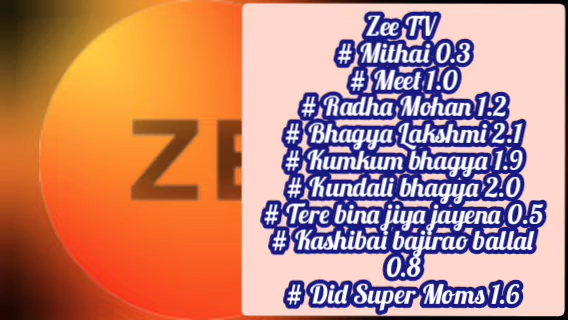 ZE
Zee TV
# Mithai 0.3
# Meet 1.0
# Radha Mohan 1.2
# Bhagya Lakshmi 2.1
# Kumkum bhagya 1.9
# Kundali bhagya 2.0
# Tere bina jiya jayena 0.5
# Kashibai bajirao ballal
0.8
# Did Super Moms 1.6